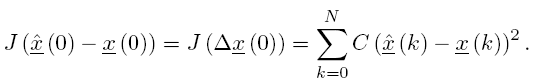 J (x̲̂ (0) − x̲ (0)) = J (Δx̲ (0)) = ∑_{k=0}^{N} C (x̲̂ (k) − x̲ (k))² .